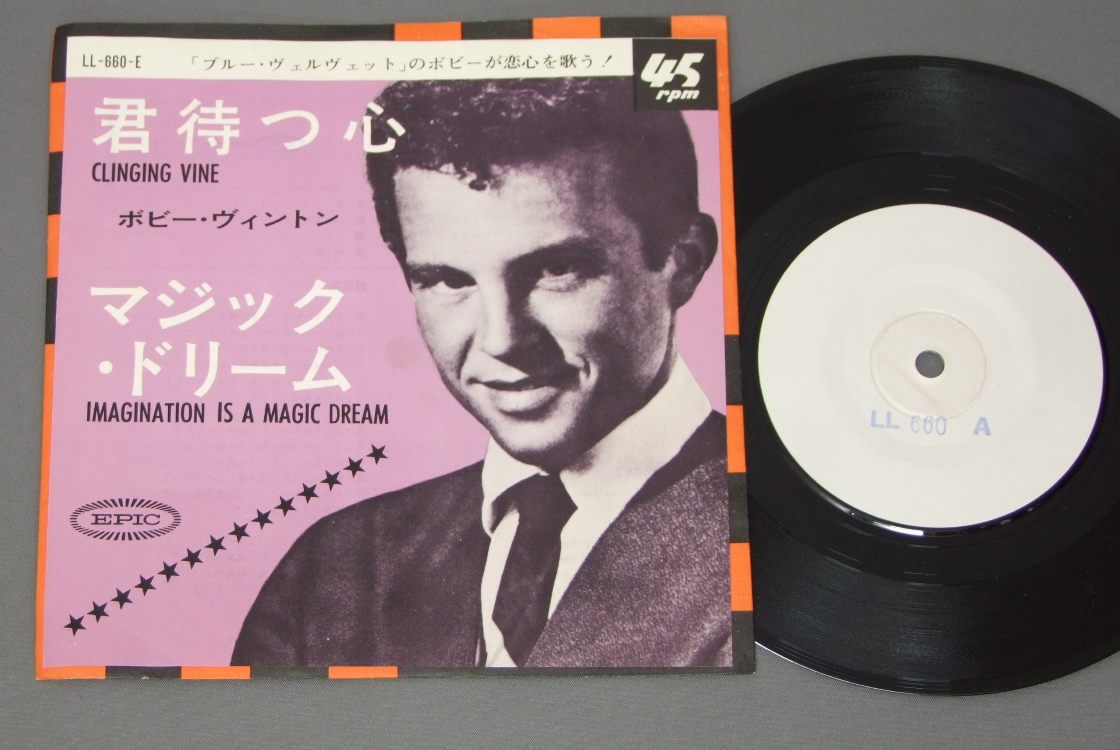 LL-660-E
「ブルー・ヴェルヴェット」のボビーが恋心を歌う！
45
rpm
君待つ心
CLINGING VINE
ボビー・ヴィントン
マジック
・ドリーム
IMAGINATION IS A MAGIC DREAM
EPIC
LL 660 A